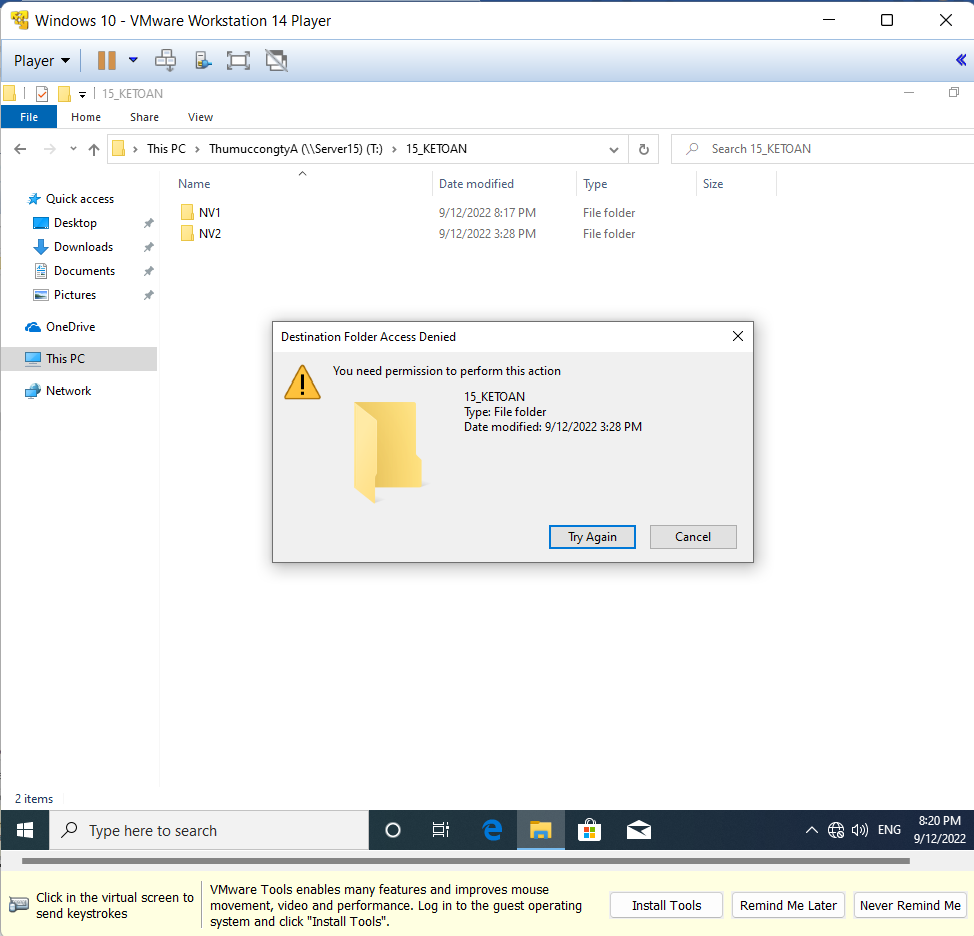 Windows 10 - VMware Workstation 14 Player
Player
15_KETOAN
File Home Share View
This PC › ThumuccongtyA (\\Server15) (T:) › 15_KETOAN
Search 15_KETOAN
Quick access
Desktop
Downloads
Documents
Pictures
OneDrive
This PC
Network
Name Date modified Type Size
NV1 9/12/2022 8:17 PM File folder
NV2 9/12/2022 3:28 PM File folder
Destination Folder Access Denied
You need permission to perform this action
15_KETOAN
Type: File folder
Date modified: 9/12/2022 3:28 PM
Try Again Cancel
2 items
Type here to search
ENG
8:20 PM
9/12/2022
Click in the virtual screen to
send keystrokes
VMware Tools enables many features and improves mouse
movement, video and performance. Log in to the guest operating
system and click "Install Tools".
Install Tools Remind Me Later Never Remind Me